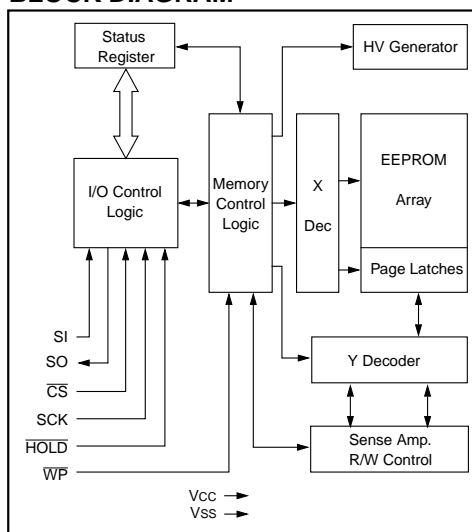 BLOCK DIAGRAM
Status
Register
HV Generator
I/O Control
Logic
Memory
Control
Logic
X
Dec
EEPROM
Array
Page Latches
SI
SO
CS
SCK
HOLD
WP
Y Decoder
Sense Amp.
R/W Control
VCC
VSS